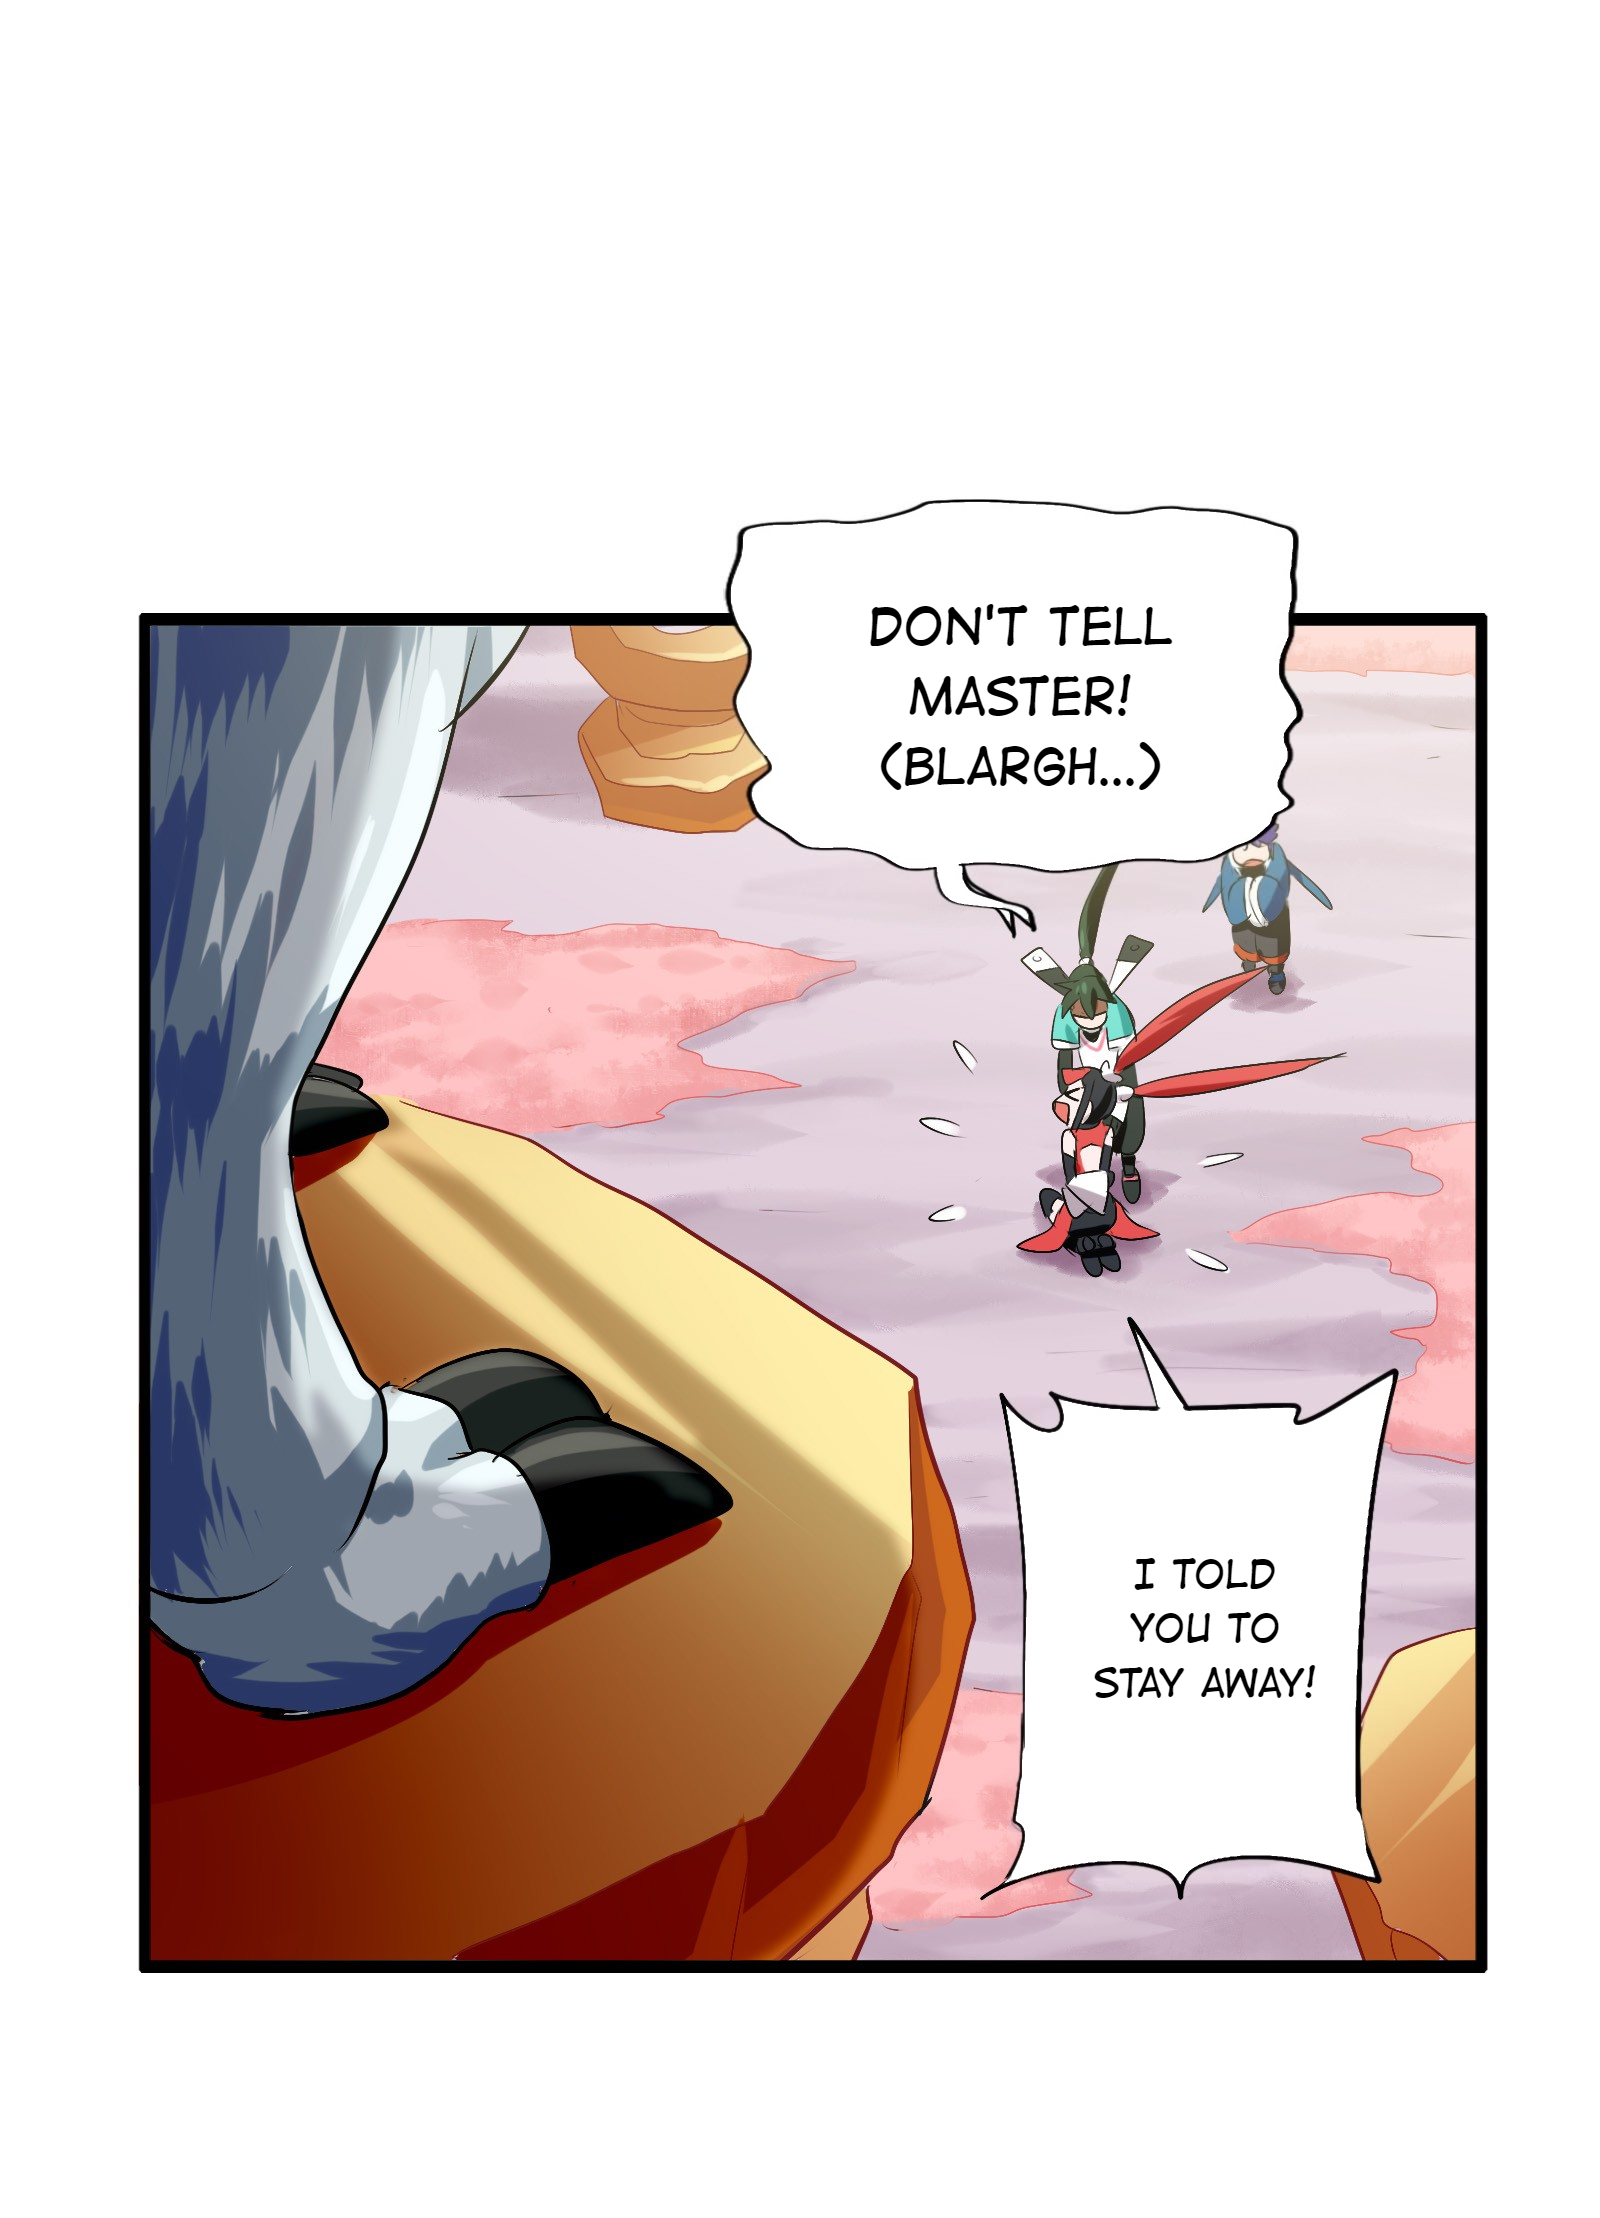 DON'T TELL
MASTER!
(BLARGH...)
I TOLD
YOU TO
STAY AWAY!